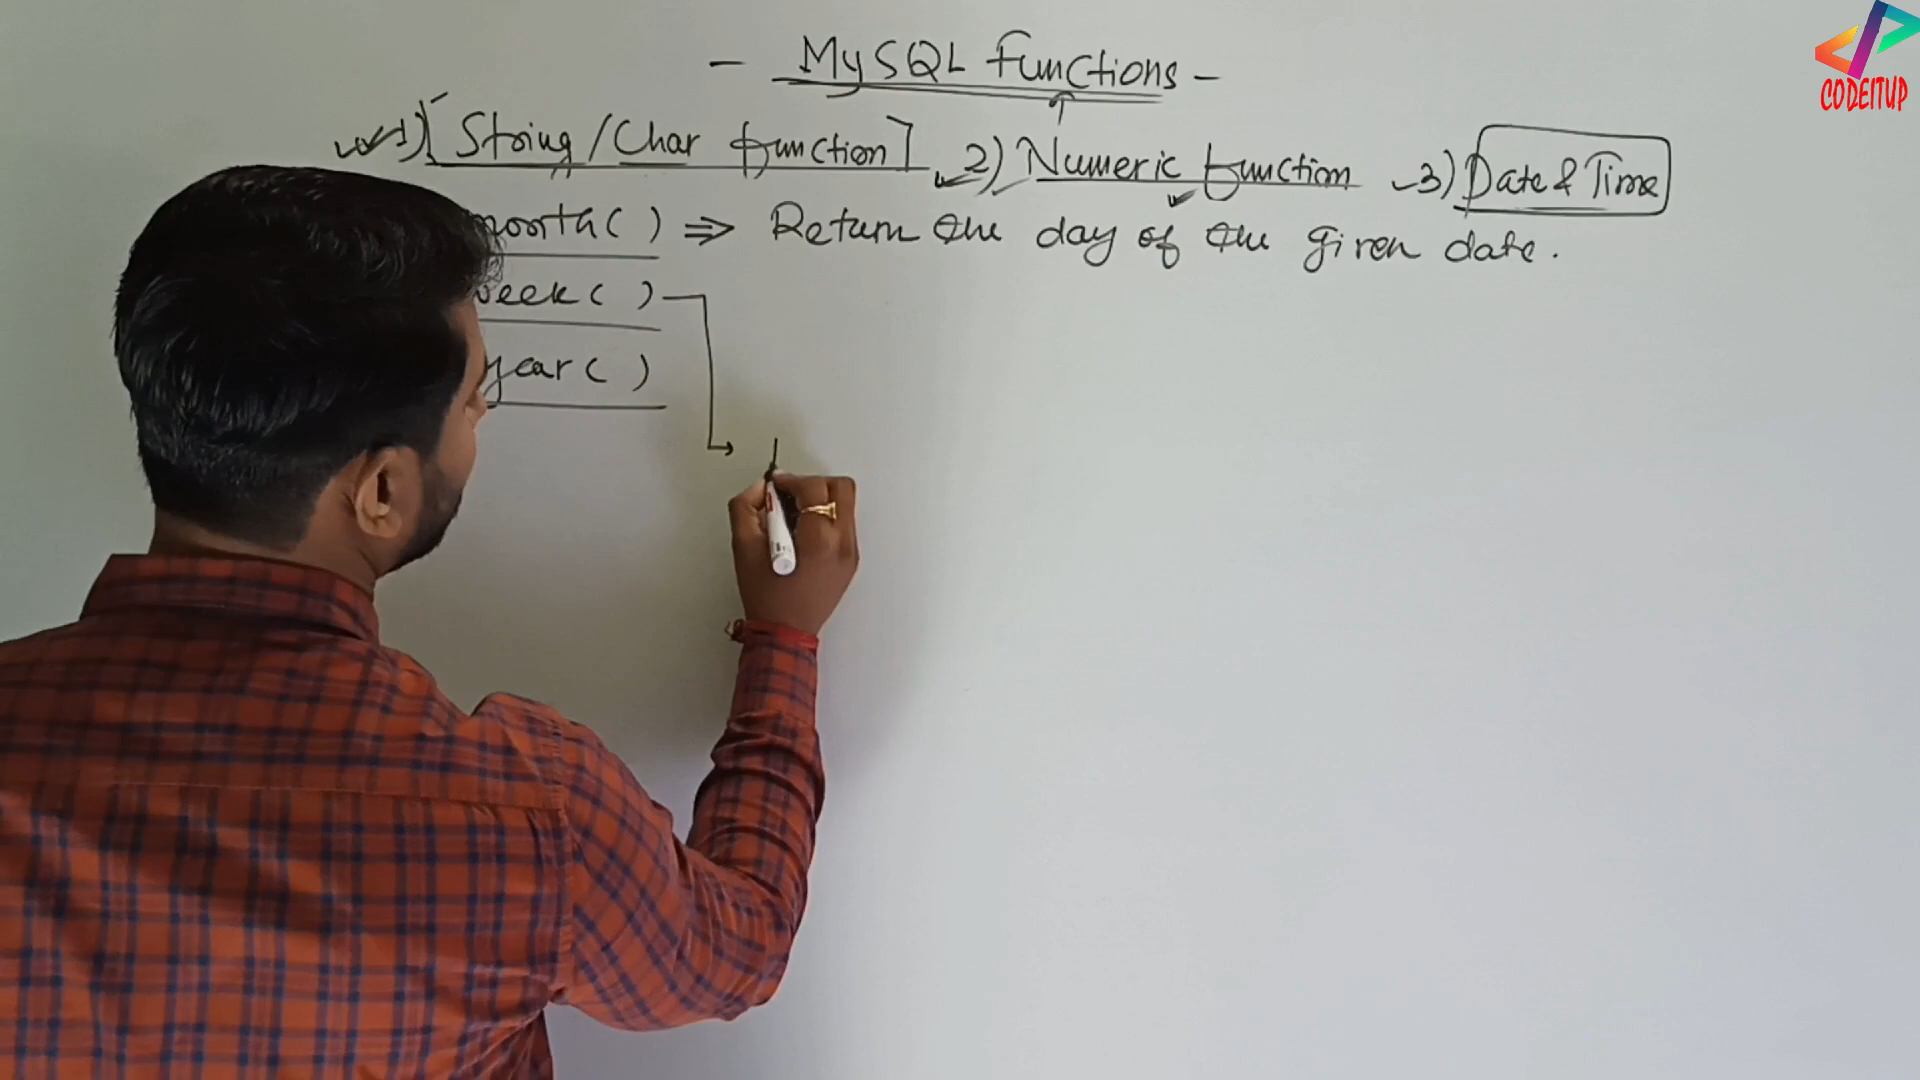 - MySQL Functions -
1) [String/Char function] 2) Numeric function 3) Date & Time
month( ) ⇒ Return the day of the given date.
week( )
year( )
CODEITUP